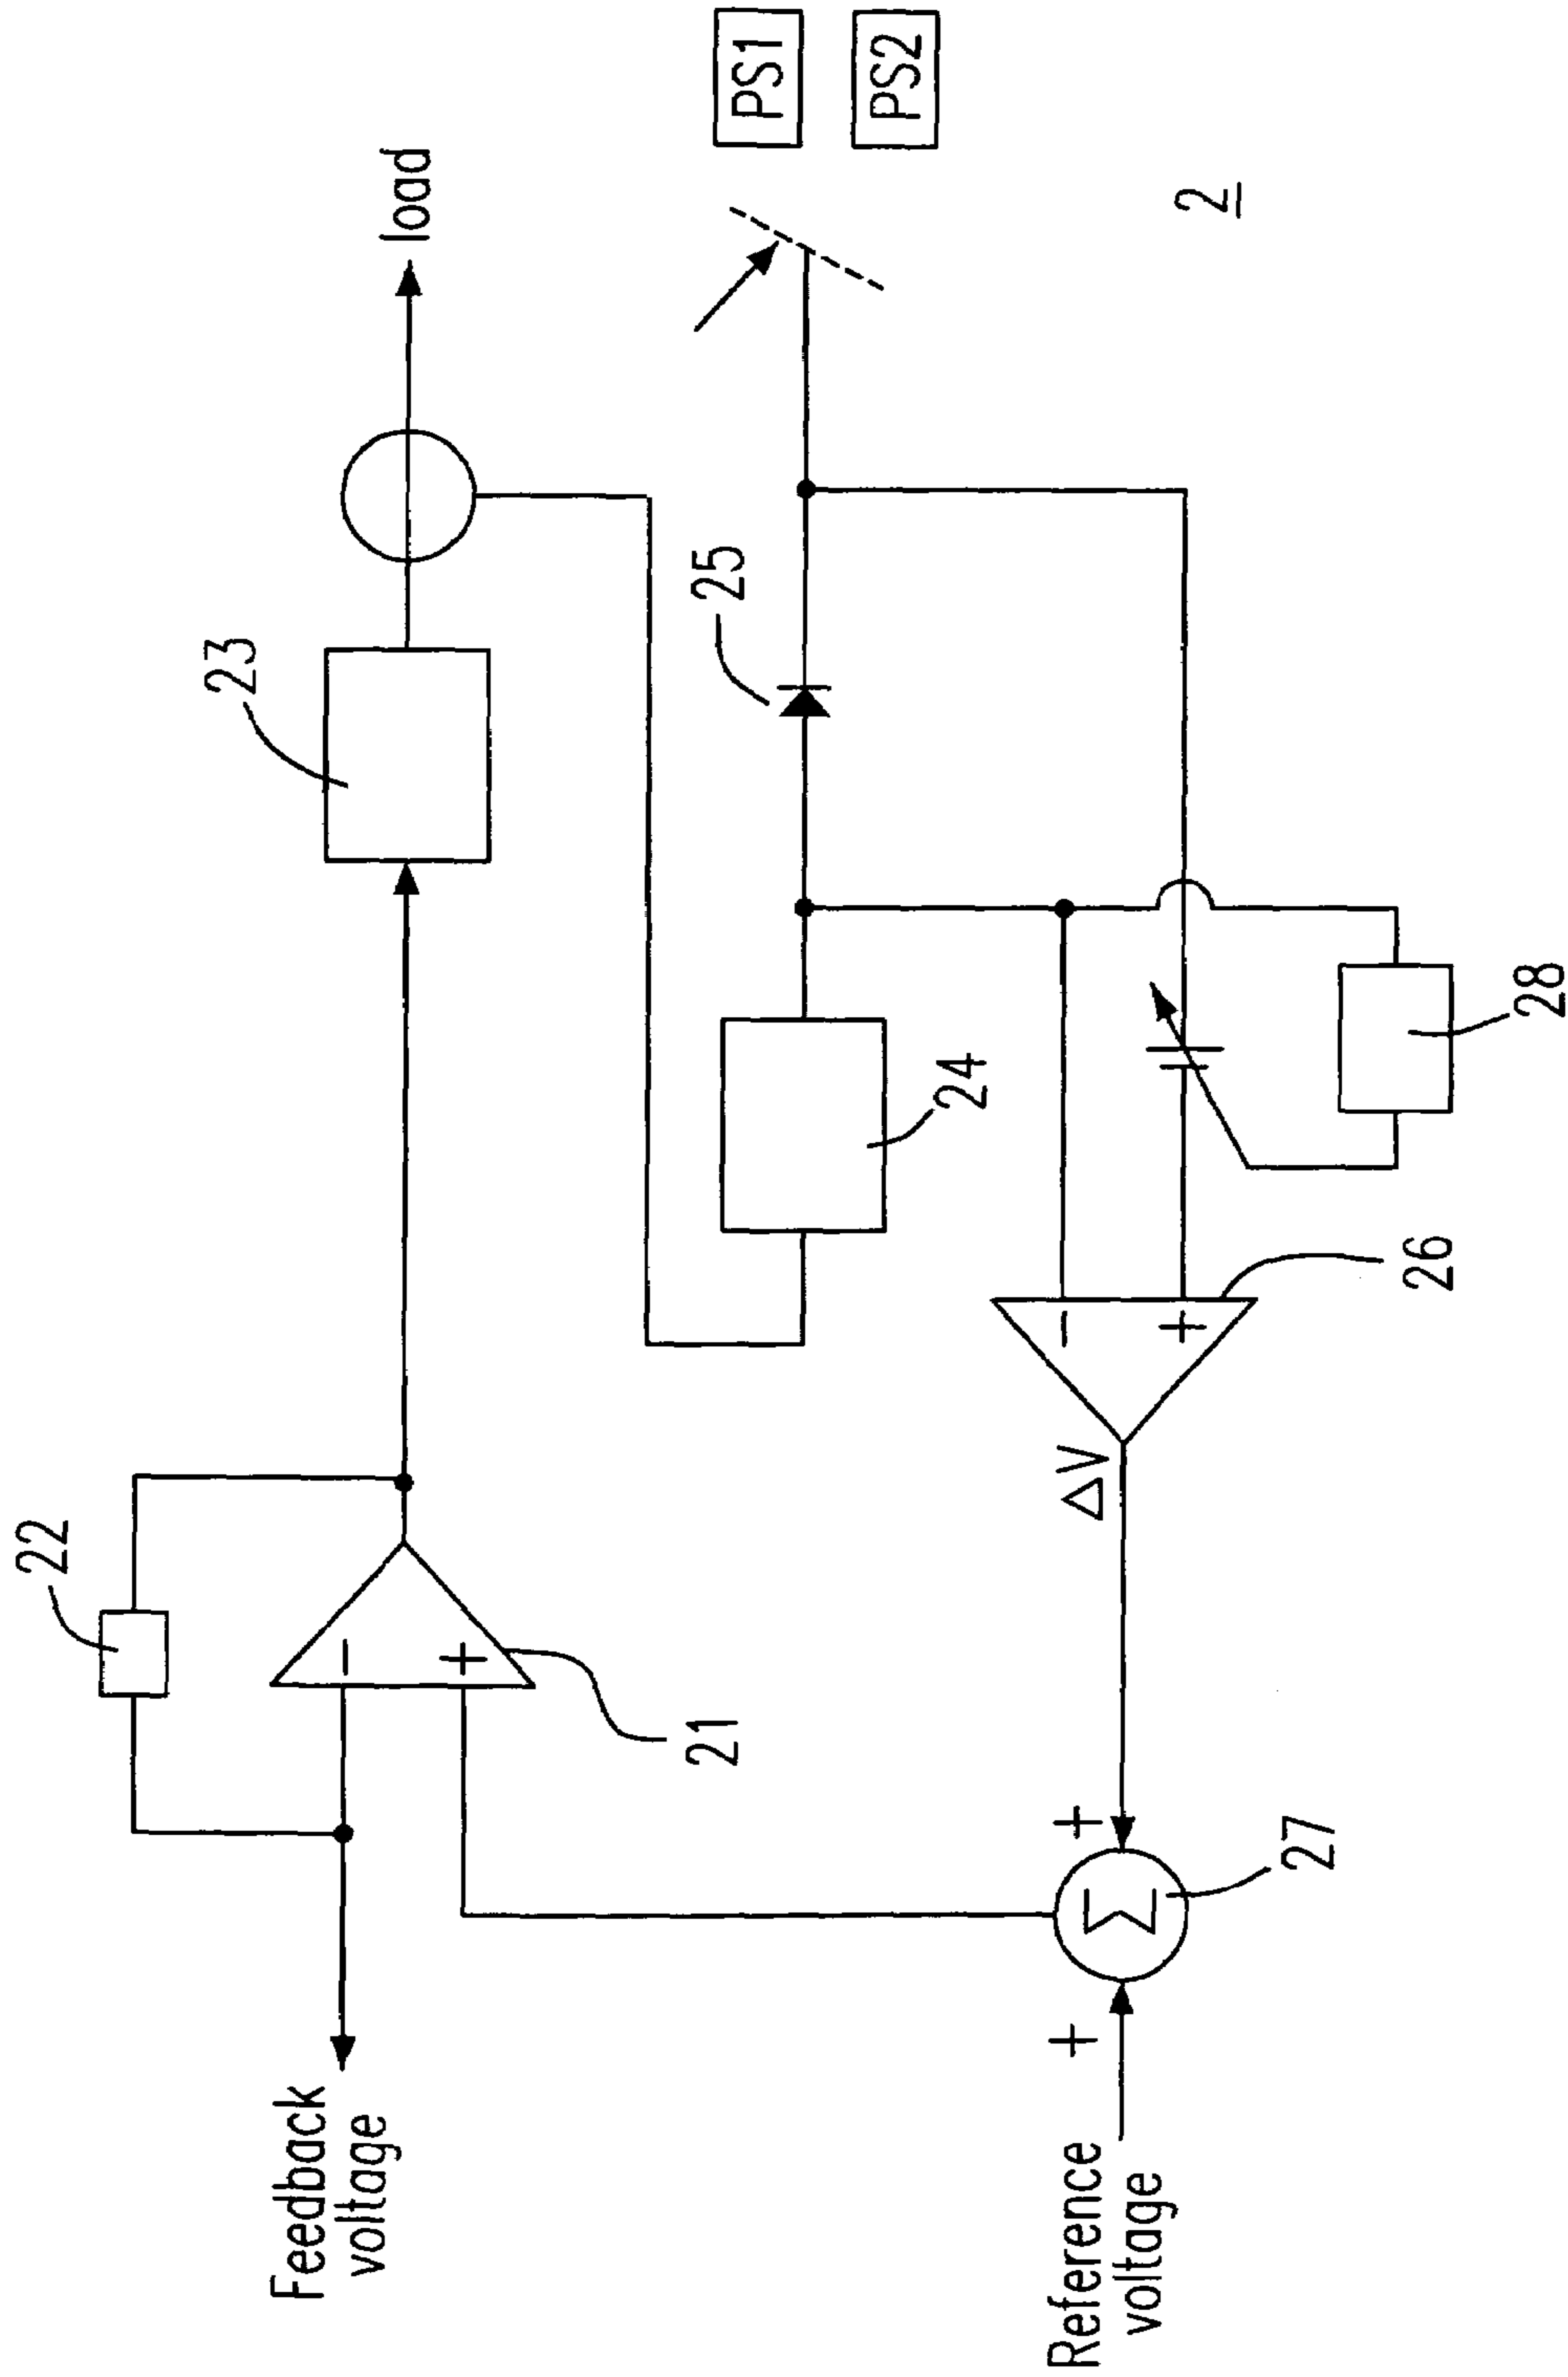 22
Feedback
voltage
−
+
21
23
load
25
PS1
PS2
24
2
ΔV
−
+
26
28
+
Σ
27
+
Reference
voltage